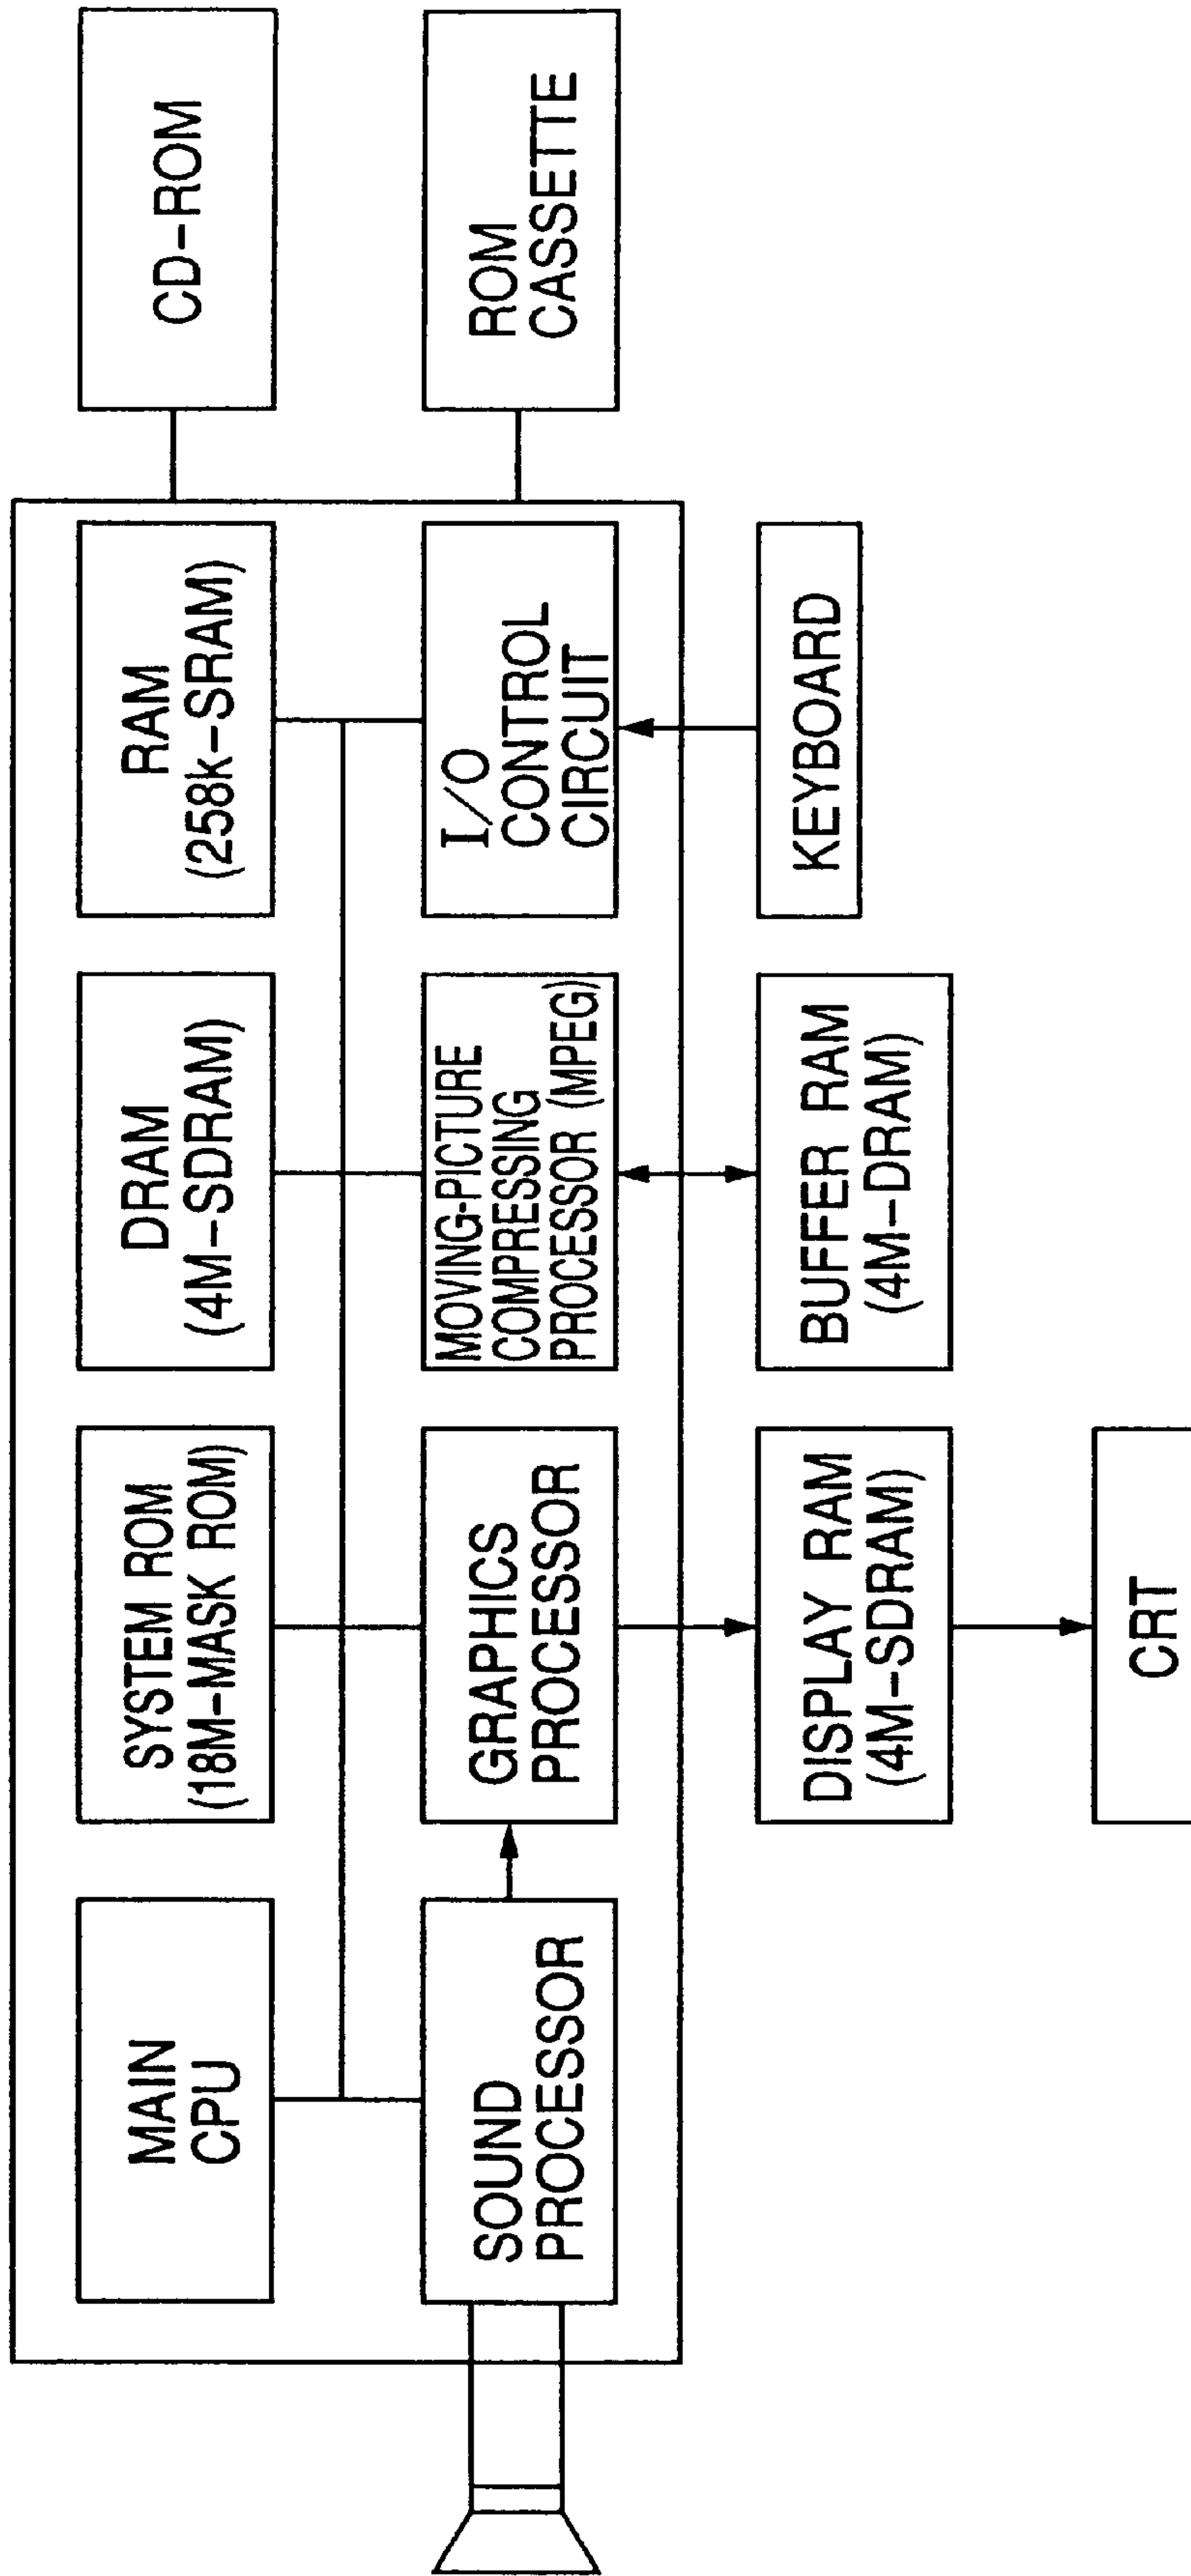 MAIN
CPU
SYSTEM ROM
(18M-MASK ROM)
DRAM
(4M-SDRAM)
RAM
(258k-SRAM)
CD-ROM
SOUND
PROCESSOR
GRAPHICS
PROCESSOR
MOVING-PICTURE
COMPRESSING
PROCESSOR (MPEG)
I/O
CONTROL
CIRCUIT
ROM
CASSETTE
DISPLAY RAM
(4M-SDRAM)
BUFFER RAM
(4M-DRAM)
KEYBOARD
CRT